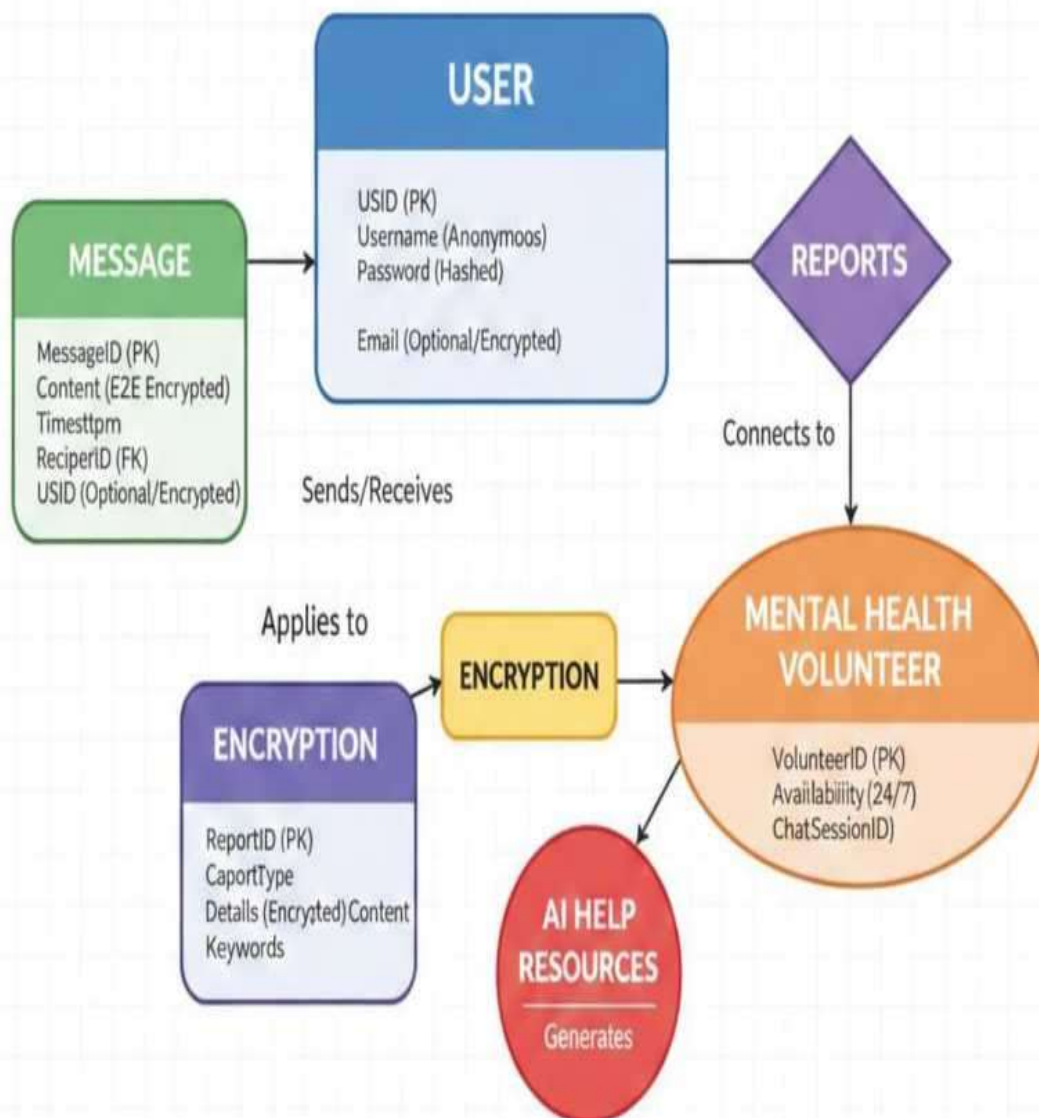 USER
USID (PK)
Username (Anonymoos)
Password (Hashed)
Email (Optional/Encrypted)
MESSAGE
MessageID (PK)
Content (E2E Encrypted)
Timesttpm
ReciperID (FK)
USID (Optional/Encrypted)
REPORTS
Connects to
Sends/Receives
Applies to
ENCRYPTION
MENTAL HEALTH
VOLUNTEER
VolunteerID (PK)
Availabiiity (24/7)
ChatSessionID)
ENCRYPTION
ReportID (PK)
CaportType
Details (Encrypted) Content
Keywords
AI HELP
RESOURCES
Generates